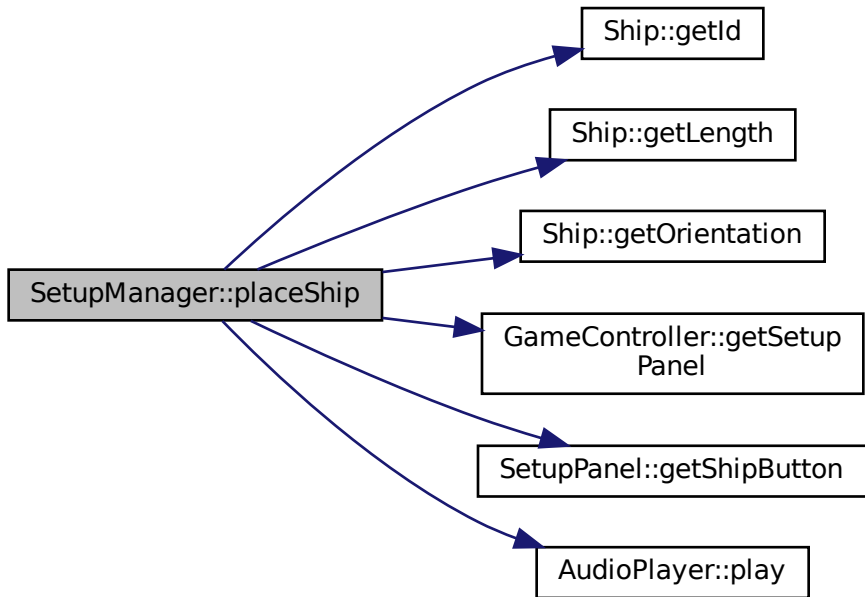 Ship::getId
Ship::getLength
Ship::getOrientation
SetupManager::placeShip
GameController::getSetup
Panel
SetupPanel::getShipButton
AudioPlayer::play